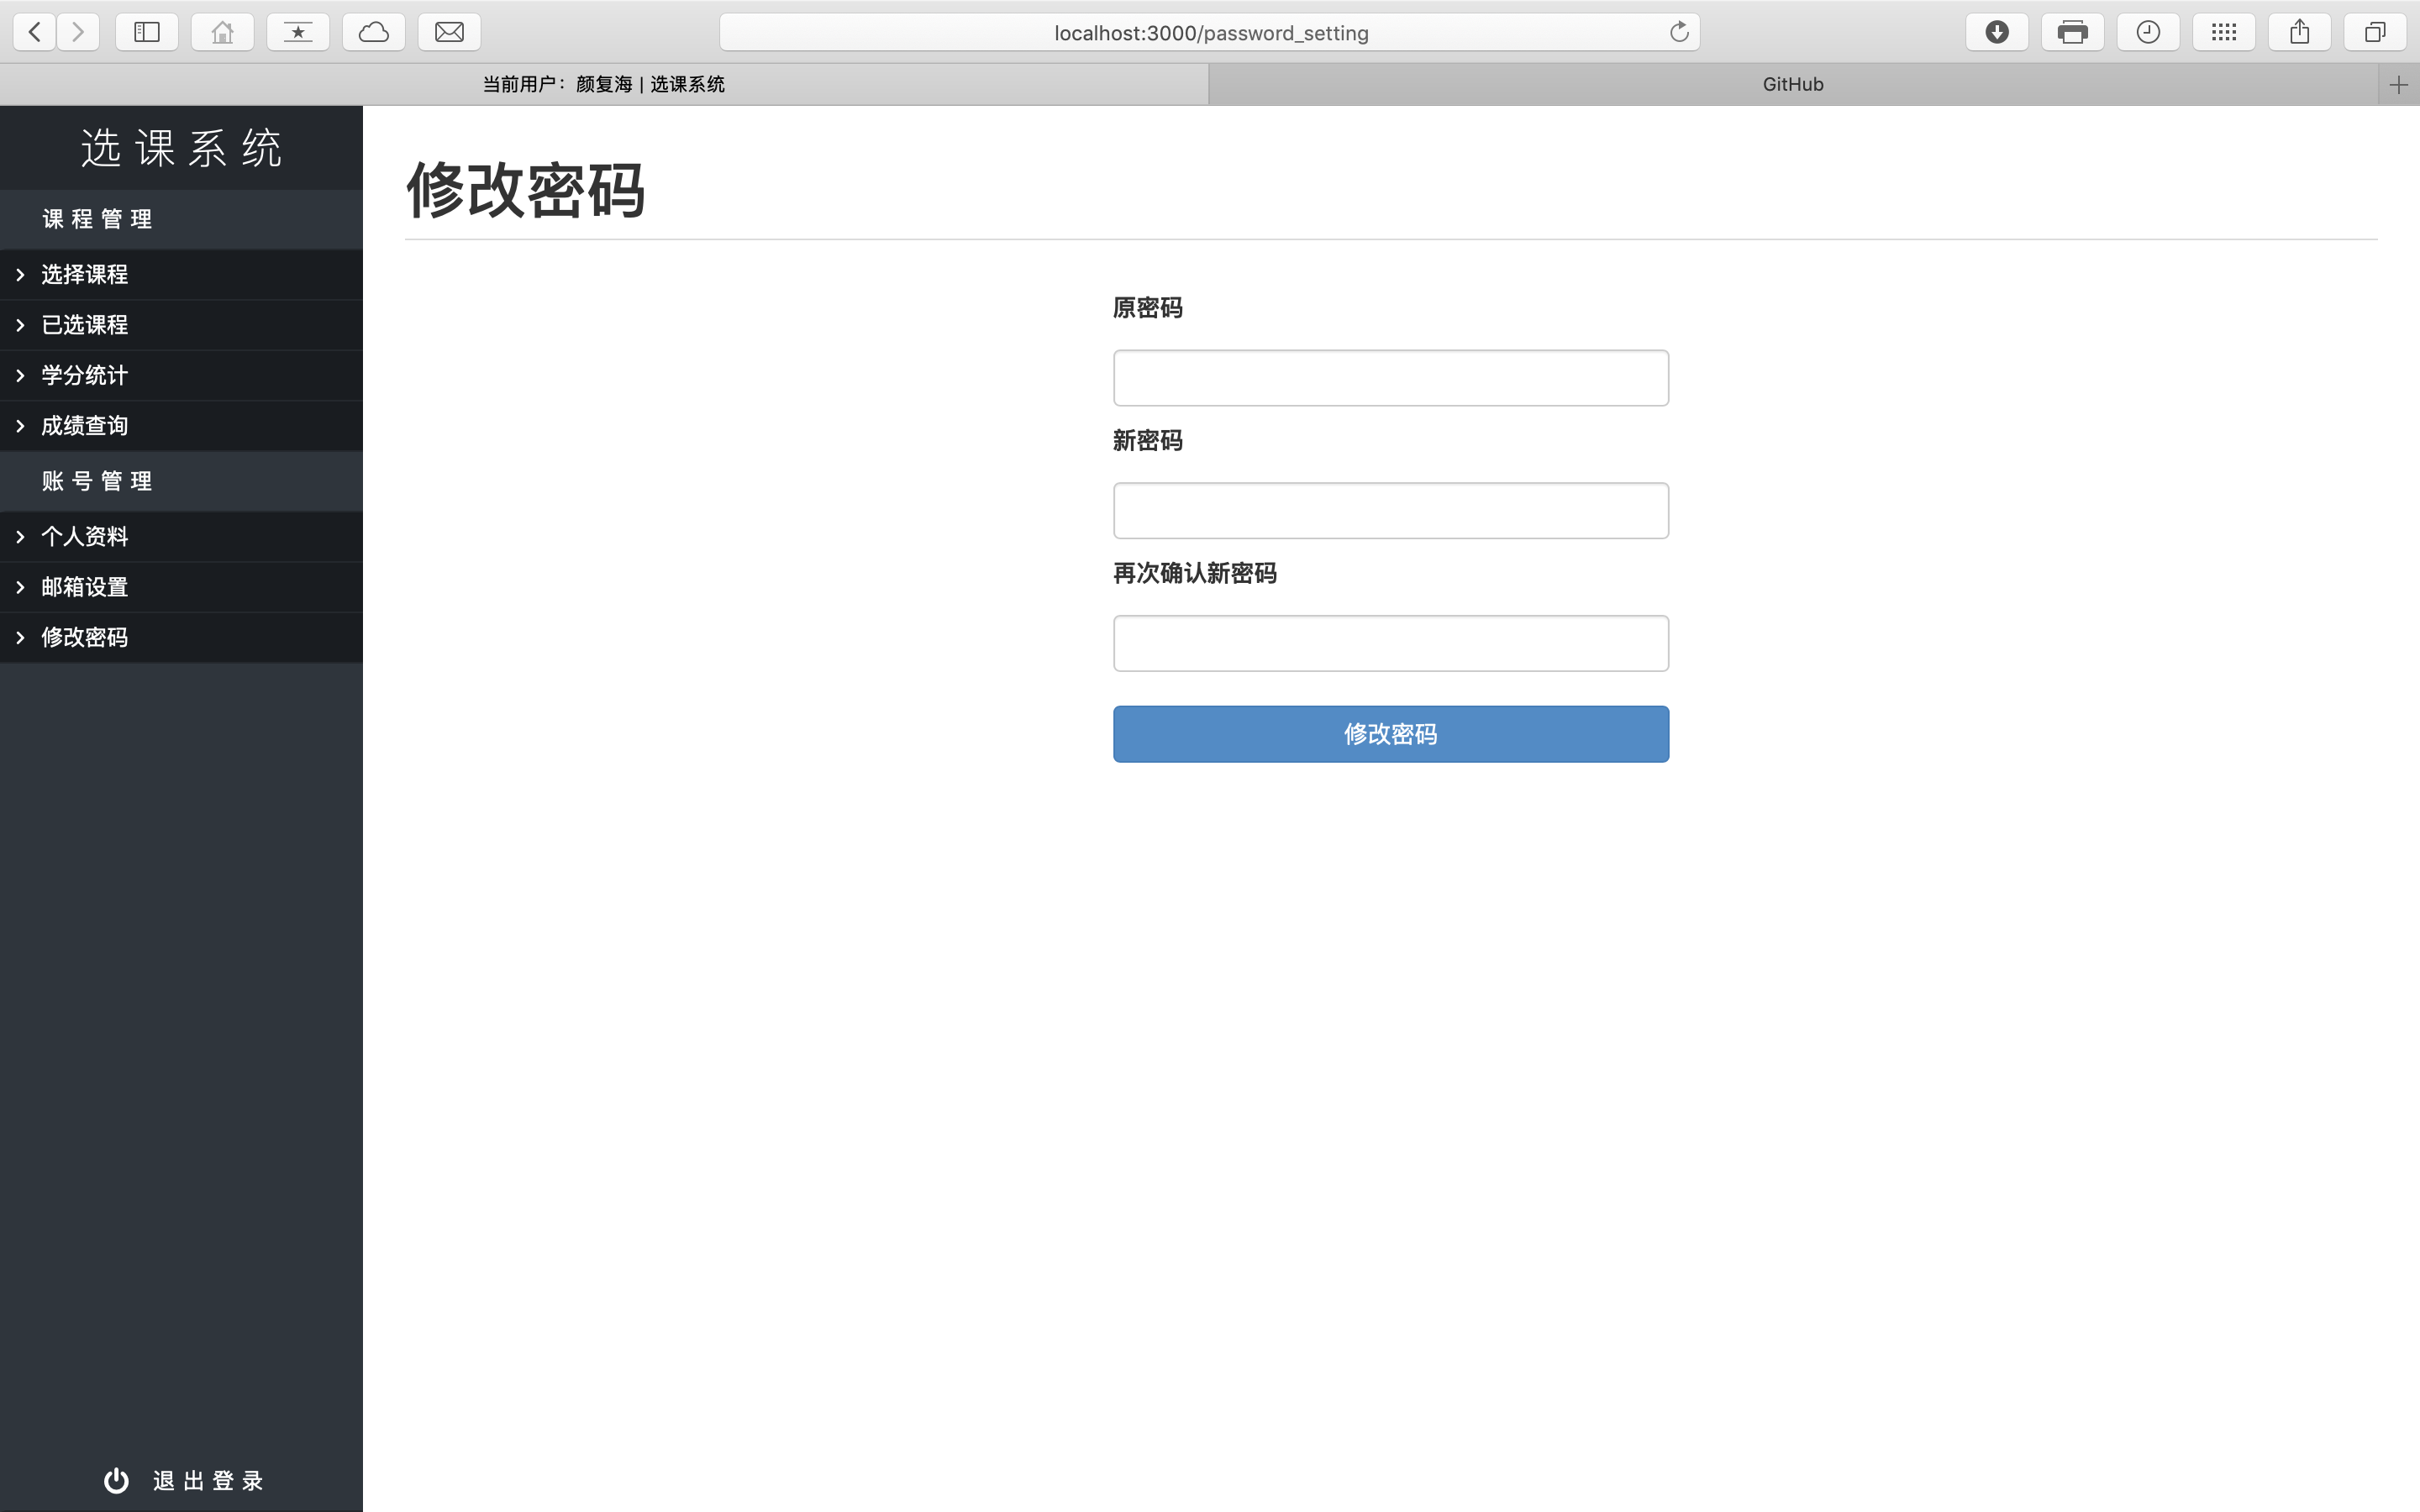 localhost:3000/password_setting
当前用户：颜复海 | 选课系统
GitHub
选课系统
课程管理
选择课程
已选课程
学分统计
成绩查询
账号管理
个人资料
邮箱设置
修改密码
退出登录
修改密码
原密码
新密码
再次确认新密码
修改密码